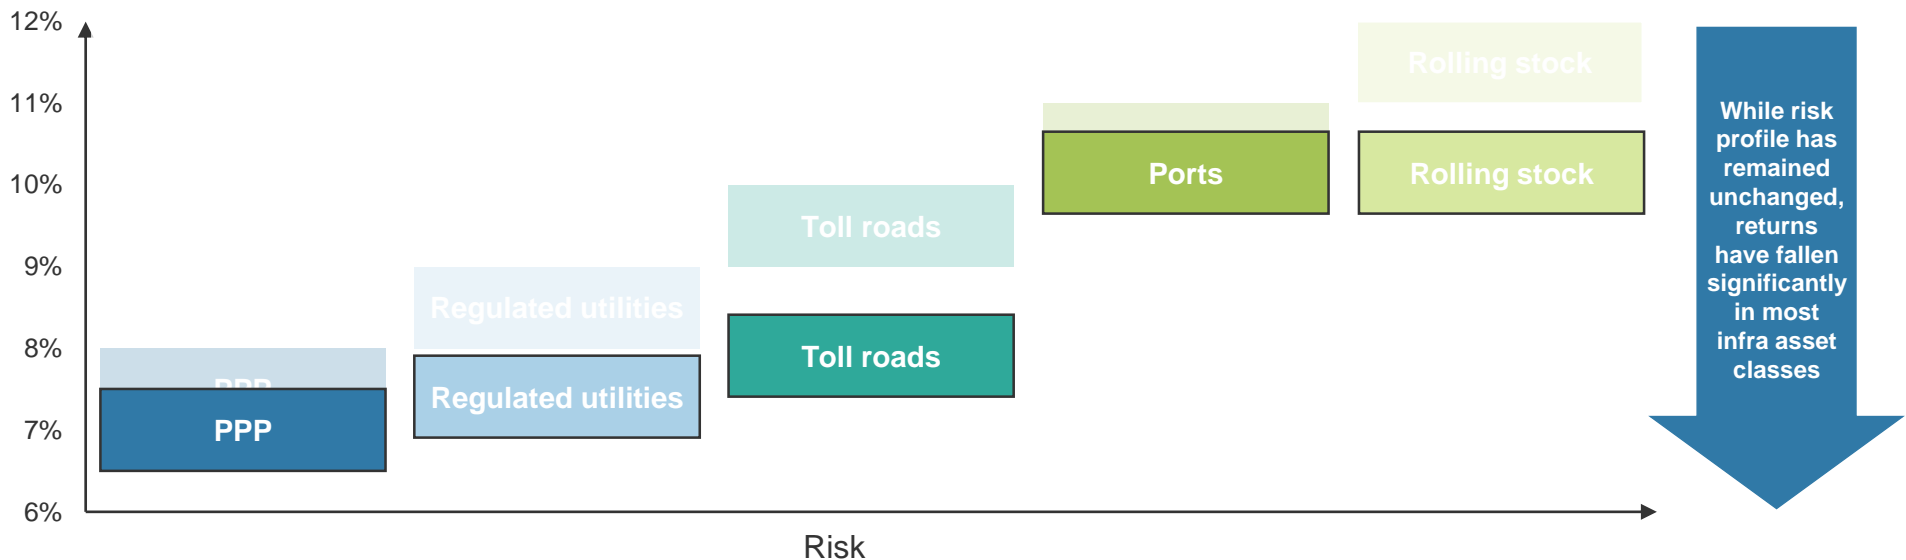 12%
11%
10%
9%
8%
7%
6%
Rolling stock
Ports
Rolling stock
Toll roads
Toll roads
Regulated utilities
Regulated utilities
PPP
PPP
Risk
While risk
profile has
remained
unchanged,
returns
have fallen
significantly
in most
infra asset
classes